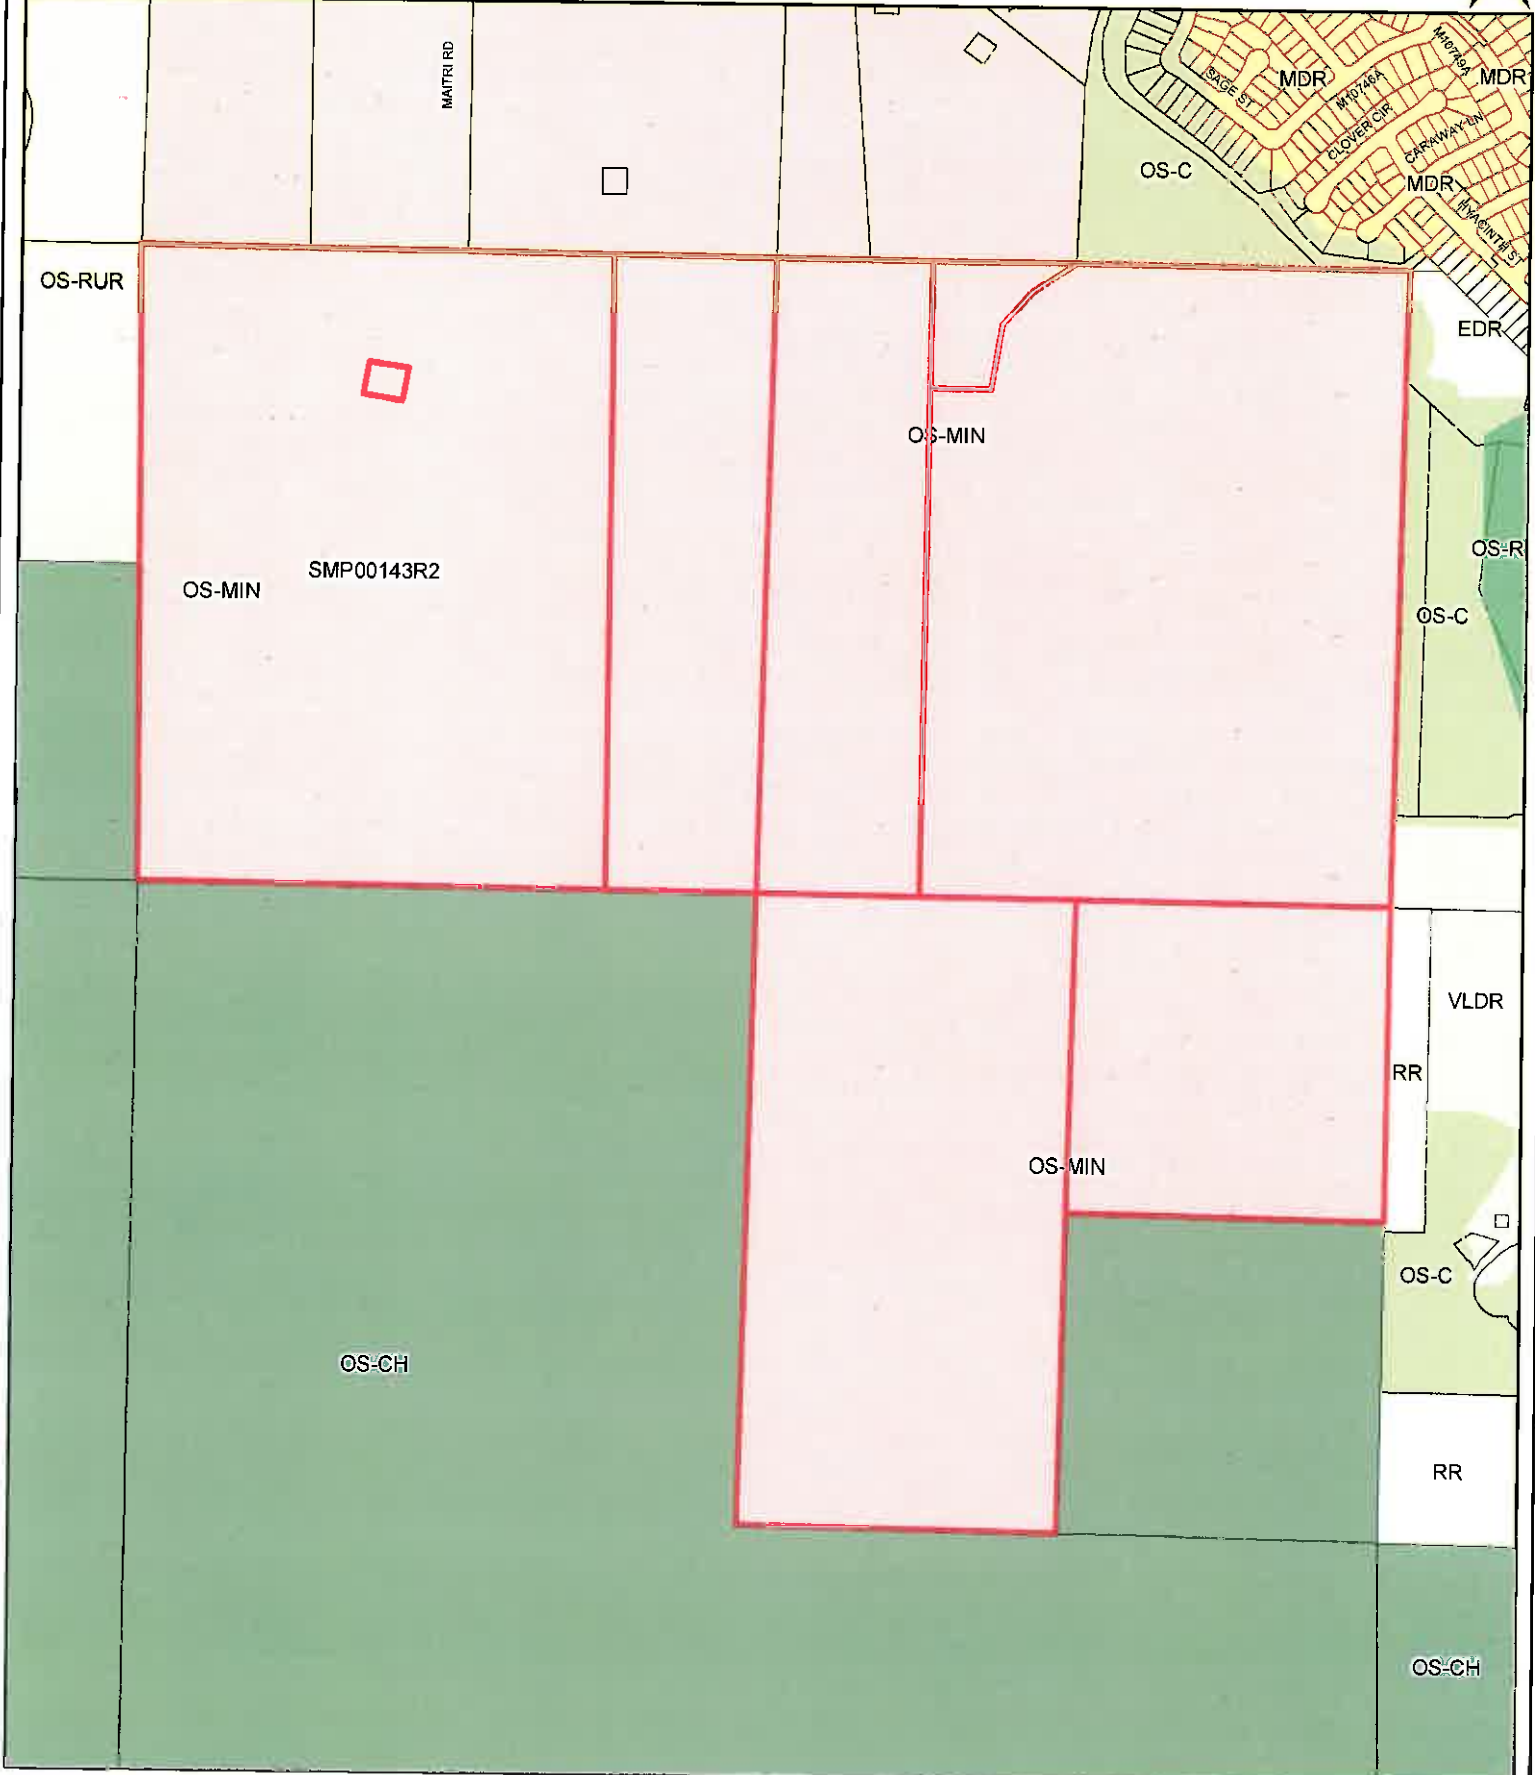 MAITRI RD
SAGE ST
MDR
M10749A
MDR
M10746A
CLOVER CIR
CARAWAY LN
OS-C
MDR
HYACINTH ST
OS-RUR
EDR
OS-MIN
OS-R
SMP00143R2
OS-MIN
OS-C
VLDR
RR
OS-MIN
OS-C
OS-CH
RR
OS-CH